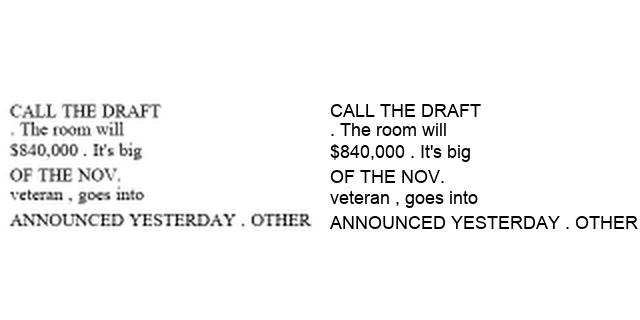 CALL THE DRAFT
. The room will
$840,000 . It's big
OF THE NOV.
veteran , goes into
ANNOUNCED YESTERDAY . OTHER
CALL THE DRAFT
. The room will
$840,000 . It's big
OF THE NOV.
veteran , goes into
ANNOUNCED YESTERDAY . OTHER